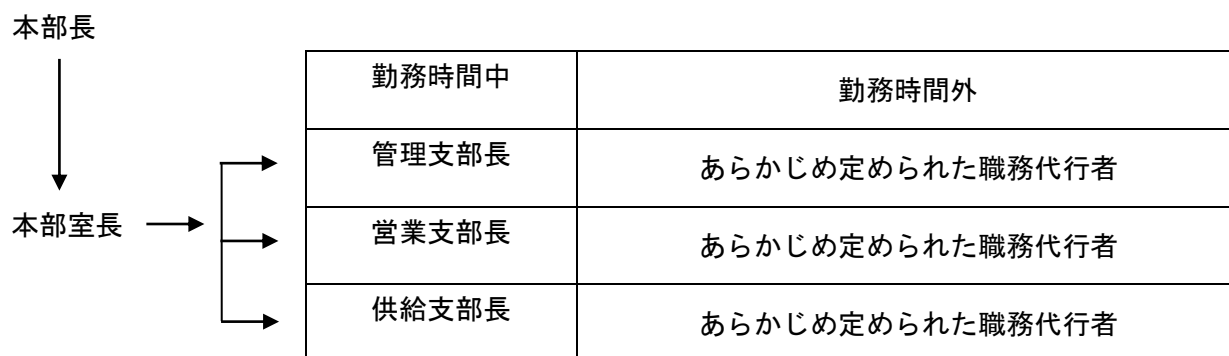 本部長
勤務時間中 勤務時間外
管理支部長 あらかじめ定められた職務代行者
本部室長 営業支部長 あらかじめ定められた職務代行者
供給支部長 あらかじめ定められた職務代行者